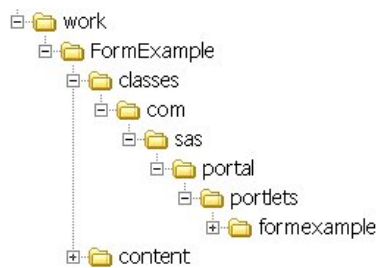 work
FormExample
classes
com
sas
portal
portlets
formexample
content